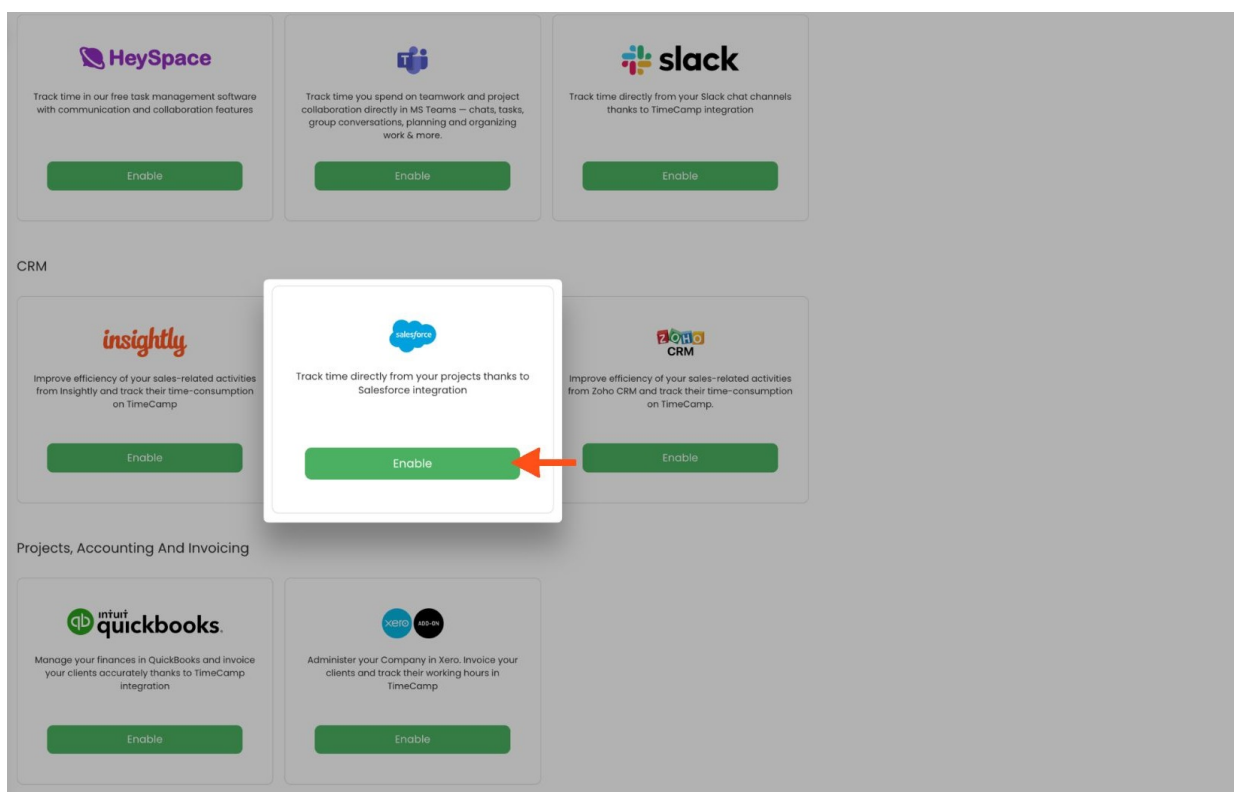 HeySpace
Track time in our free task management software
with communication and collaboration features
Enable
T
Track time you spend on teamwork and project
collaboration directly in MS Teams — chats, tasks,
group conversations, planning and organizing
work & more.
Enable
slack
Track time directly from your Slack chat channels
thanks to TimeCamp integration
Enable
CRM
insightly
Improve efficiency of your sales-related activities
from Insightly and track their time-consumption
on TimeCamp
Enable
salesforce
Track time directly from your projects thanks to
Salesforce integration
Enable
ZOHO
CRM
Improve efficiency of your sales-related activities
from Zoho CRM and track their time-consumption
on TimeCamp.
Enable
Projects, Accounting And Invoicing
qb
intuit
quickbooks.
Manage your finances in QuickBooks and invoice
your clients accurately thanks to TimeCamp
integration
Enable
xero ADD-ON
Administer your Company in Xero. Invoice your
clients and track their working hours in
TimeCamp
Enable